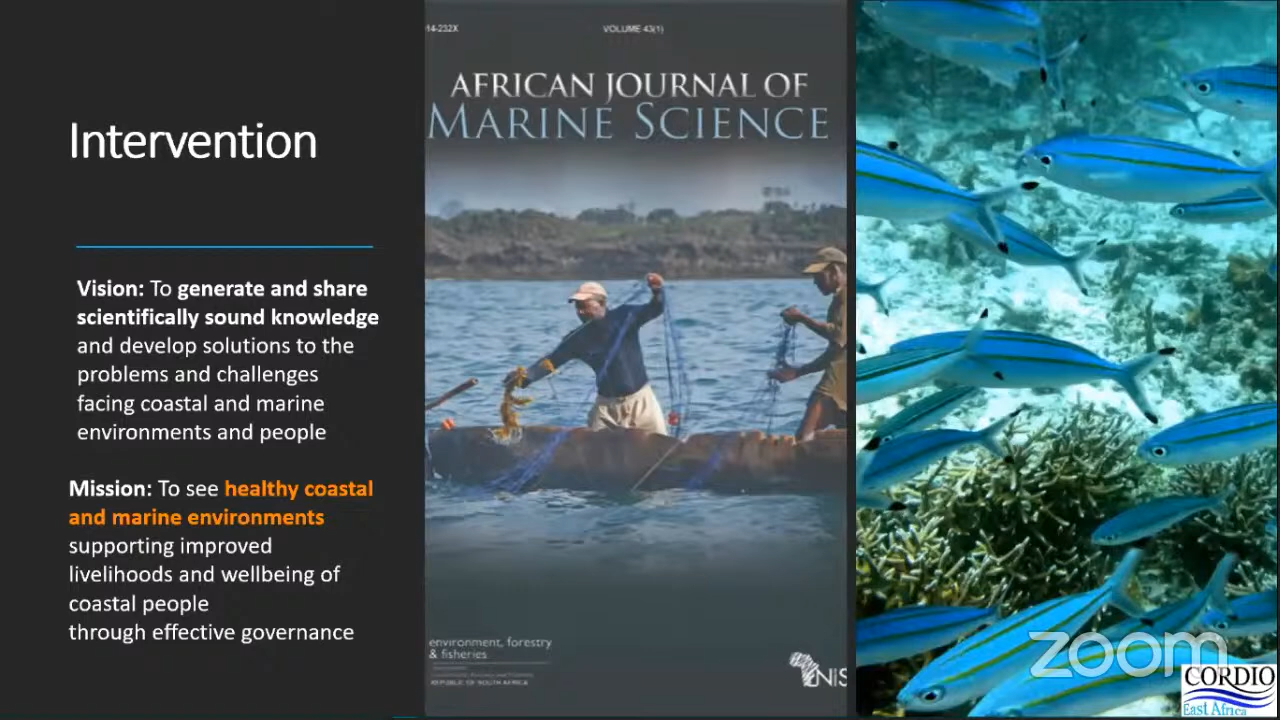 Intervention
Vision: To generate and share
scientifically sound knowledge
and develop solutions to the
problems and challenges
facing coastal and marine
environments and people
Mission: To see healthy coastal
and marine environments
supporting improved
livelihoods and wellbeing of
coastal people
through effective governance
14-232X
VOLUME 43(1)
AFRICAN JOURNAL OF
MARINE SCIENCE
environment, forestry
& fisheries
REPUBLIC OF SOUTH AFRICA
NIS
zoom
CORDIO
East Africa